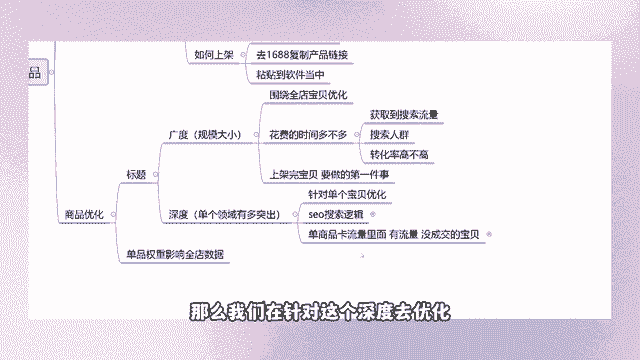 品
如何上架
去1688复制产品链接
粘贴到软件当中
围绕全店宝贝优化
广度（规模大小）
花费的时间多不多
获取到搜索流量
搜索人群
转化率高不高
上架完宝贝 要做的第一件事
标题
针对单个宝贝优化
商品优化
深度（单个领域有多突出）
seo搜索逻辑
单商品卡流量里面 有流量 没成交的宝贝
单品权重影响全店数据
那么我们在针对这个深度去优化